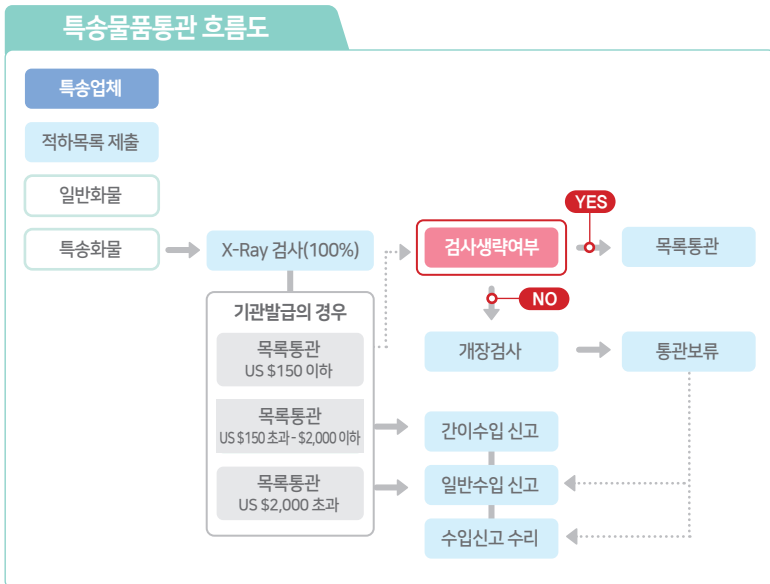 특송물품통관 흐름도
특송업체
적하목록 제출
일반화물
특송화물
X-Ray 검사(100%)
기관발급의 경우
목록통관
US $150 이하
목록통관
US $150 초과 - $2,000 이하
목록통관
US $2,000 초과
검사생략여부
YES
목록통관
NO
개장검사
통관보류
간이수입 신고
일반수입 신고
수입신고 수리